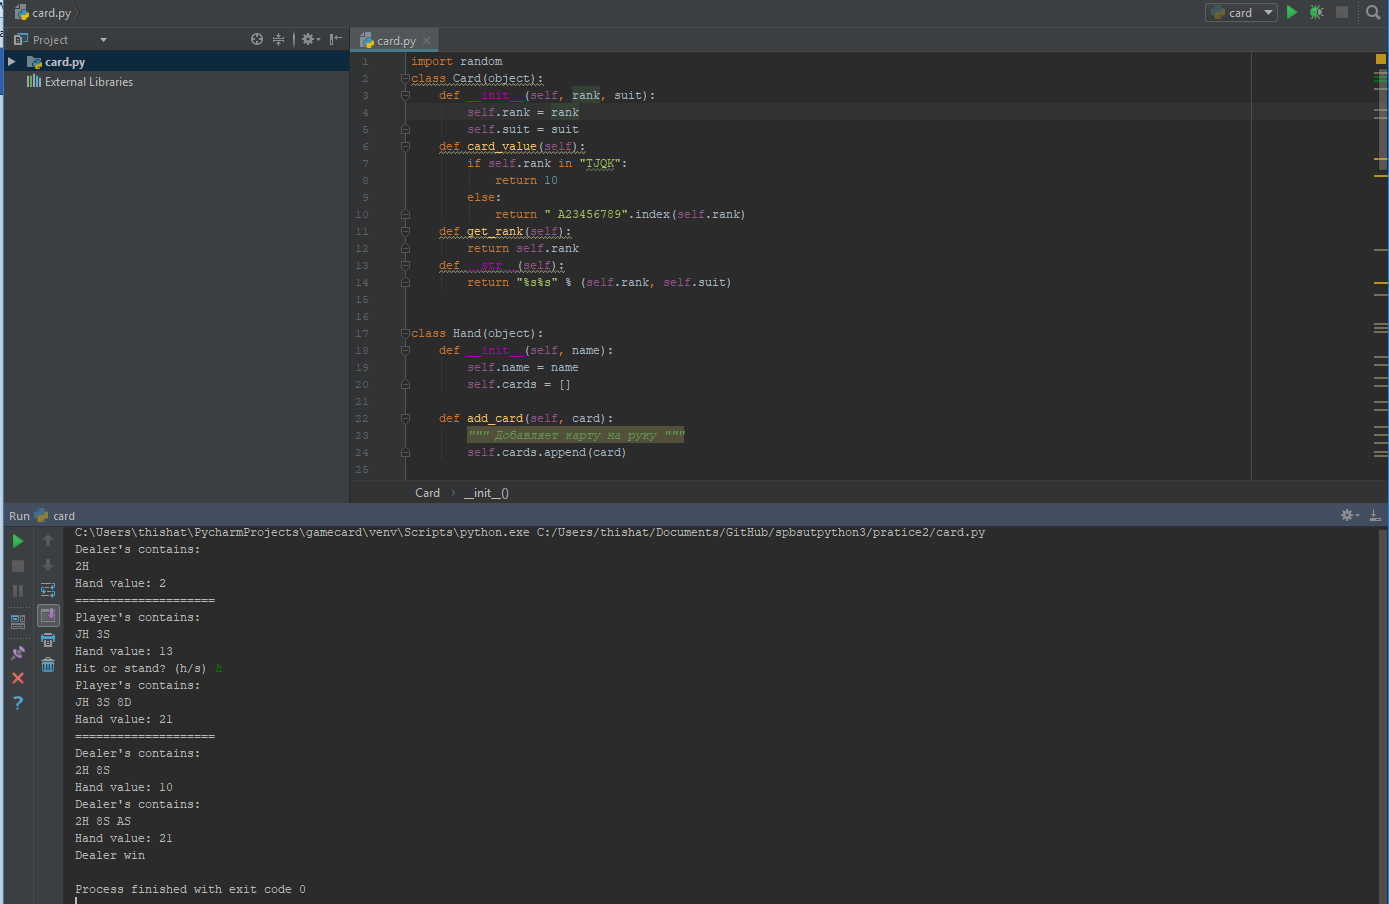 card.py
card
Project
card.py
card.py
External Libraries
1 import random
2 class Card(object):
3 def __init__(self, rank, suit):
4 self.rank = rank
5 self.suit = suit
6 def card_value(self):
7 if self.rank in "TJQK":
8 return 10
9 else:
10 return " A23456789".index(self.rank)
11 def get_rank(self):
12 return self.rank
13 def __str__(self):
14 return "%s%s" % (self.rank, self.suit)
15
16
17 class Hand(object):
18 def __init__(self, name):
19 self.name = name
20 self.cards = []
21
22 def add_card(self, card):
23 """ Добавляет карту на руку """
24 self.cards.append(card)
25
Card __init__()
Run card
C:\Users\thishat\PycharmProjects\gamecard\venv\Scripts\python.exe C:/Users/thishat/Documents/GitHub/spbsutpython3/pratice2/card.py
Dealer's contains:
2H
Hand value: 2
====================
Player's contains:
JH 3S
Hand value: 13
Hit or stand? (h/s) h
Player's contains:
JH 3S 8D
Hand value: 21
====================
Dealer's contains:
2H 8S
Hand value: 10
Dealer's contains:
2H 8S AS
Hand value: 21
Dealer win
Process finished with exit code 0